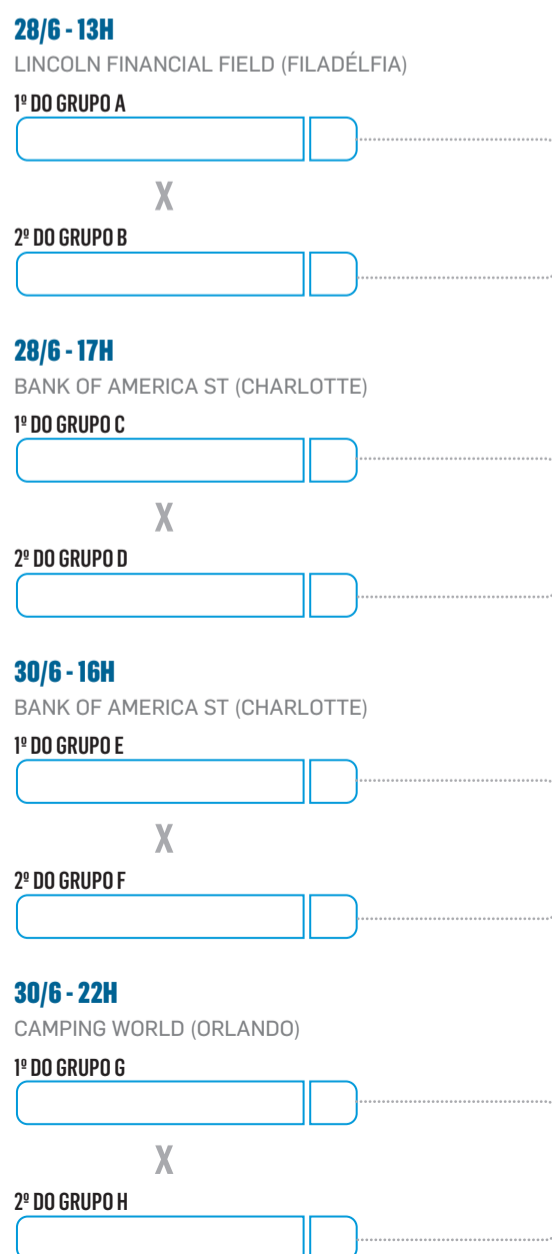 28/6 - 13H
LINCOLN FINANCIAL FIELD (FILADÉLFIA)
1º DO GRUPO A
X
2º DO GRUPO B
28/6 - 17H
BANK OF AMERICA ST (CHARLOTTE)
1º DO GRUPO C
X
2º DO GRUPO D
30/6 - 16H
BANK OF AMERICA ST (CHARLOTTE)
1º DO GRUPO E
X
2º DO GRUPO F
30/6 - 22H
CAMPING WORLD (ORLANDO)
1º DO GRUPO G
X
2º DO GRUPO H